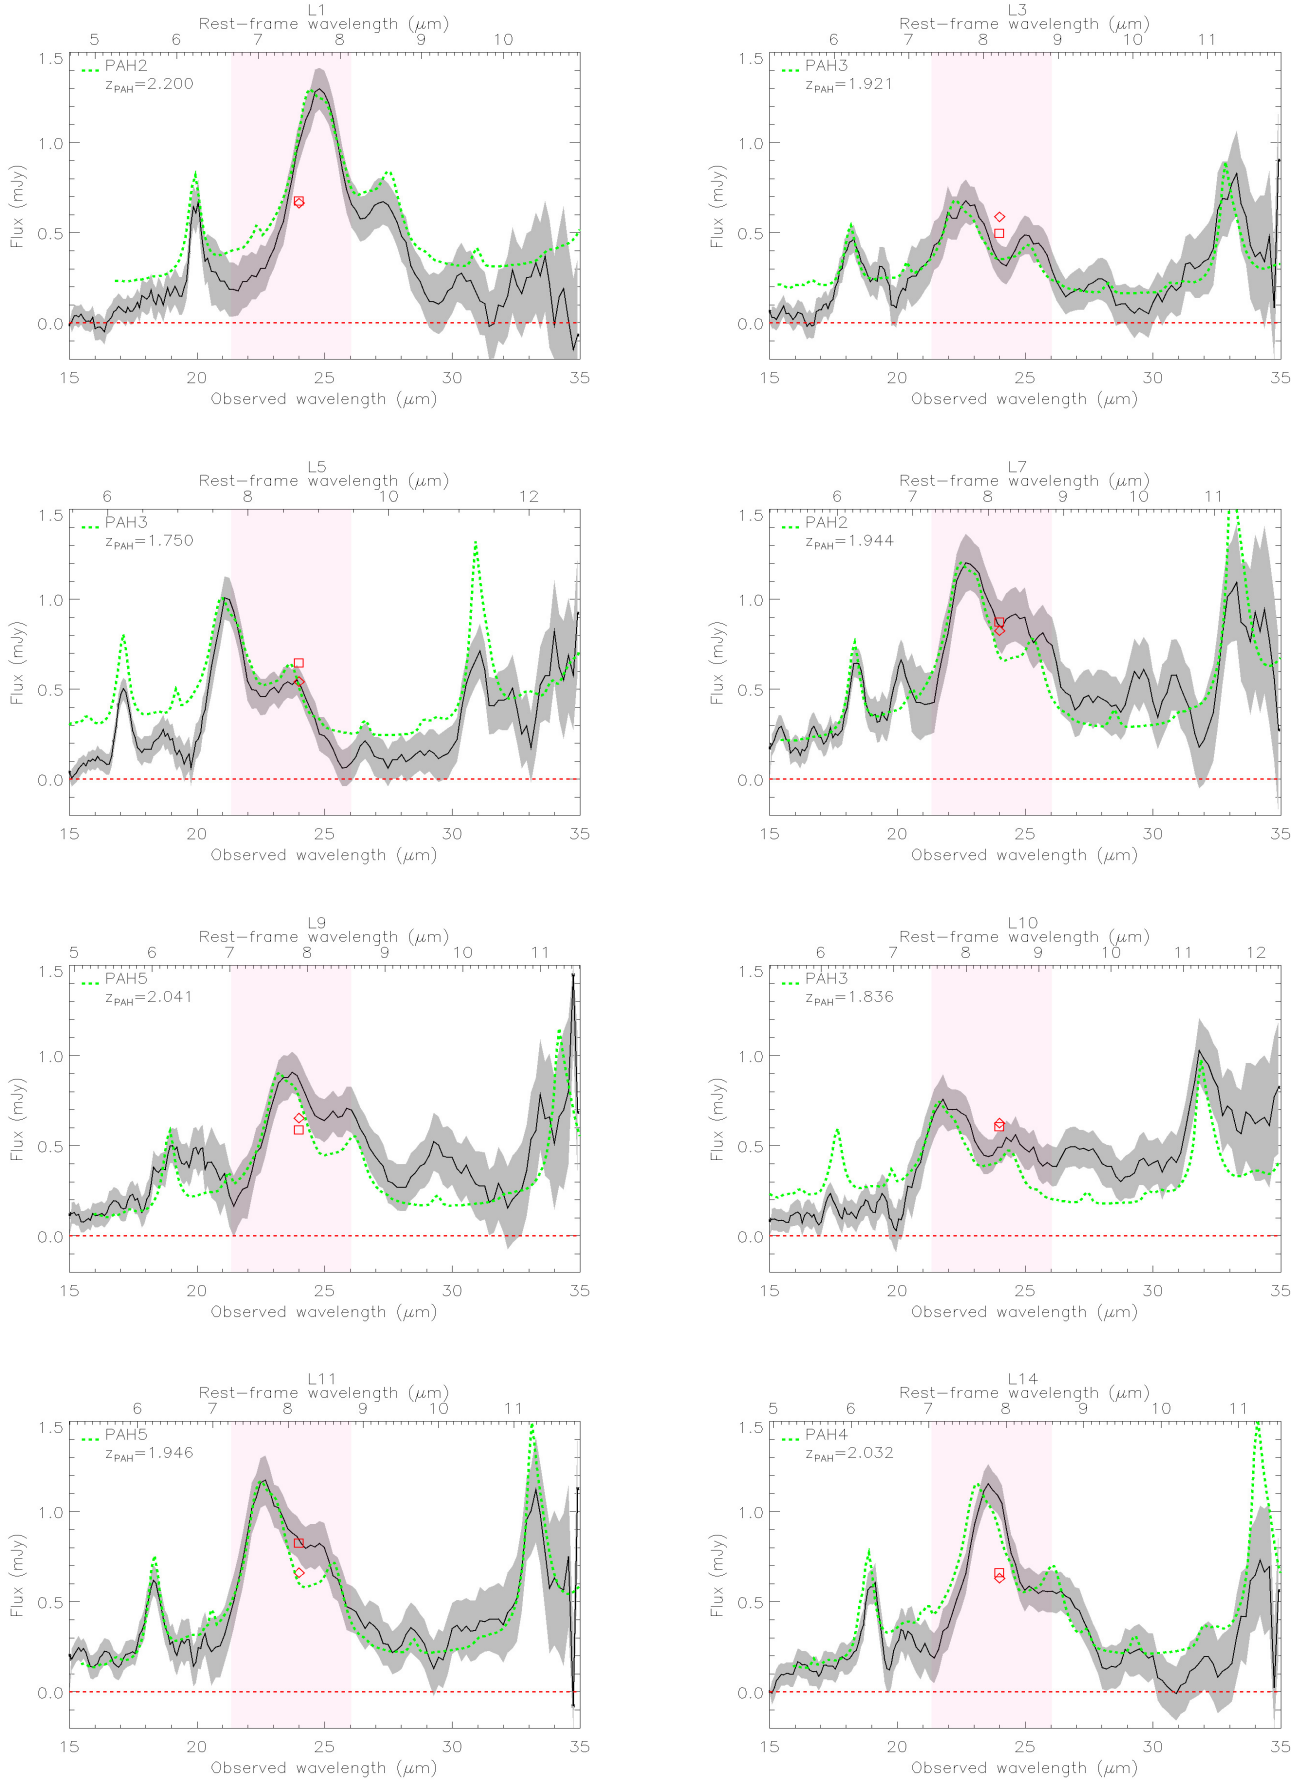 L1
Rest-frame wavelength (μm)
5 6 7 8 9 10
PAH2
zPAH=2.200
1.5
1.0
0.5
0.0
Flux (mJy)
15 20 25 30 35
Observed wavelength (μm)
L3
Rest-frame wavelength (μm)
6 7 8 9 10 11
PAH3
zPAH=1.921
1.5
1.0
0.5
0.0
Flux (mJy)
15 20 25 30 35
Observed wavelength (μm)
L5
Rest-frame wavelength (μm)
6 7 8 9 10 11 12
PAH3
zPAH=1.750
1.5
1.0
0.5
0.0
Flux (mJy)
15 20 25 30 35
Observed wavelength (μm)
L7
Rest-frame wavelength (μm)
6 7 8 9 10 11
PAH2
zPAH=1.944
1.5
1.0
0.5
0.0
Flux (mJy)
15 20 25 30 35
Observed wavelength (μm)
L9
Rest-frame wavelength (μm)
5 6 7 8 9 10 11
PAH5
zPAH=2.041
1.5
1.0
0.5
0.0
Flux (mJy)
15 20 25 30 35
Observed wavelength (μm)
L10
Rest-frame wavelength (μm)
6 7 8 9 10 11 12
PAH3
zPAH=1.836
1.5
1.0
0.5
0.0
Flux (mJy)
15 20 25 30 35
Observed wavelength (μm)
L11
Rest-frame wavelength (μm)
6 7 8 9 10 11
PAH5
zPAH=1.946
1.5
1.0
0.5
0.0
Flux (mJy)
15 20 25 30 35
Observed wavelength (μm)
L14
Rest-frame wavelength (μm)
5 6 7 8 9 10 11
PAH4
zPAH=2.032
1.5
1.0
0.5
0.0
Flux (mJy)
15 20 25 30 35
Observed wavelength (μm)